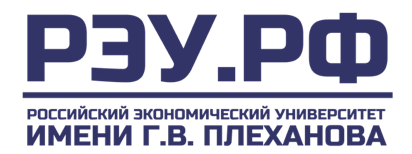 РЭУ.РФ
РОССИЙСКИЙ ЭКОНОМИЧЕСКИЙ УНИВЕРСИТЕТ
ИМЕНИ Г.В. ПЛЕХАНОВА